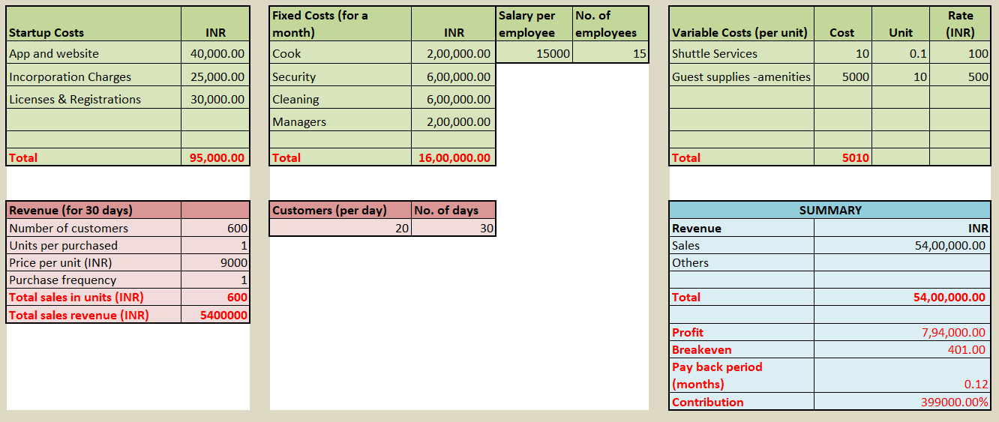 Startup Costs INR
App and website 40,000.00
Incorporation Charges 25,000.00
Licenses & Registrations 30,000.00
Total 95,000.00
Fixed Costs (for a
month) INR
Salary per
employee
No. of
employees
Cook 2,00,000.00 15000 15
Security 6,00,000.00
Cleaning 6,00,000.00
Managers 2,00,000.00
Total 16,00,000.00
Variable Costs (per unit) Cost Unit
Rate
(INR)
Shuttle Services 10 0.1 100
Guest supplies -amenities 5000 10 500
Total 5010
Revenue (for 30 days)
Number of customers 600
Units per purchased 1
Price per unit (INR) 9000
Purchase frequency 1
Total sales in units (INR) 600
Total sales revenue (INR) 5400000
Customers (per day) No. of days
20 30
SUMMARY
Revenue INR
Sales 54,00,000.00
Others
Total 54,00,000.00
Profit 7,94,000.00
Breakeven 401.00
Pay back period
(months) 0.12
Contribution 399000.00%